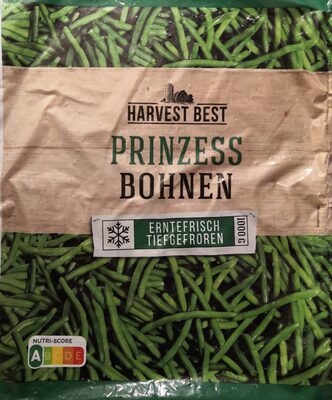 HARVEST BEST
PRINZESS
BOHNEN
ERNTEFRISCH
TIEFGEFROREN
1000 G
NUTRI-SCORE
A B C D E